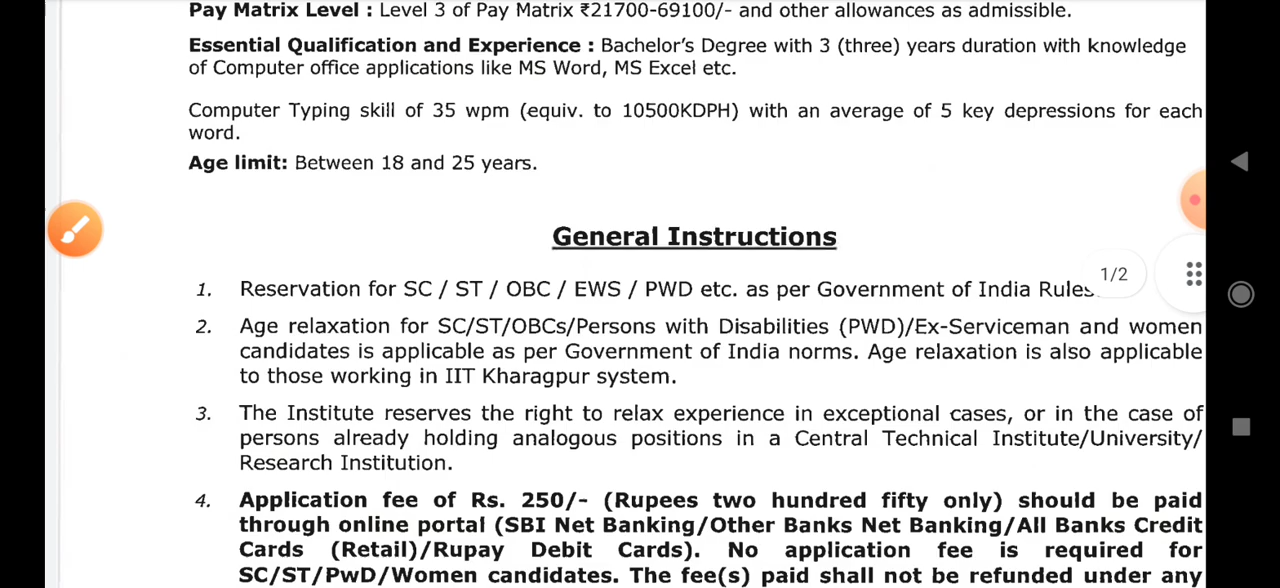 Pay Matrix Level : Level 3 of Pay Matrix ₹21700-69100/- and other allowances as admissible.
Essential Qualification and Experience : Bachelor's Degree with 3 (three) years duration with knowledge
of Computer office applications like MS Word, MS Excel etc.
Computer Typing skill of 35 wpm (equiv. to 10500KDPH) with an average of 5 key depressions for each
word.
Age limit: Between 18 and 25 years.
General Instructions
1. Reservation for SC / ST / OBC / EWS / PWD etc. as per Government of India Rules.
1/2
2. Age relaxation for SC/ST/OBCs/Persons with Disabilities (PWD)/Ex-Serviceman and women
candidates is applicable as per Government of India norms. Age relaxation is also applicable
to those working in IIT Kharagpur system.
3. The Institute reserves the right to relax experience in exceptional cases, or in the case of
persons already holding analogous positions in a Central Technical Institute/University/
Research Institution.
4. Application fee of Rs. 250/- (Rupees two hundred fifty only) should be paid
through online portal (SBI Net Banking/Other Banks Net Banking/All Banks Credit
Cards (Retail)/Rupay Debit Cards). No application fee is required for
SC/ST/PwD/Women candidates. The fee(s) paid shall not be refunded under any